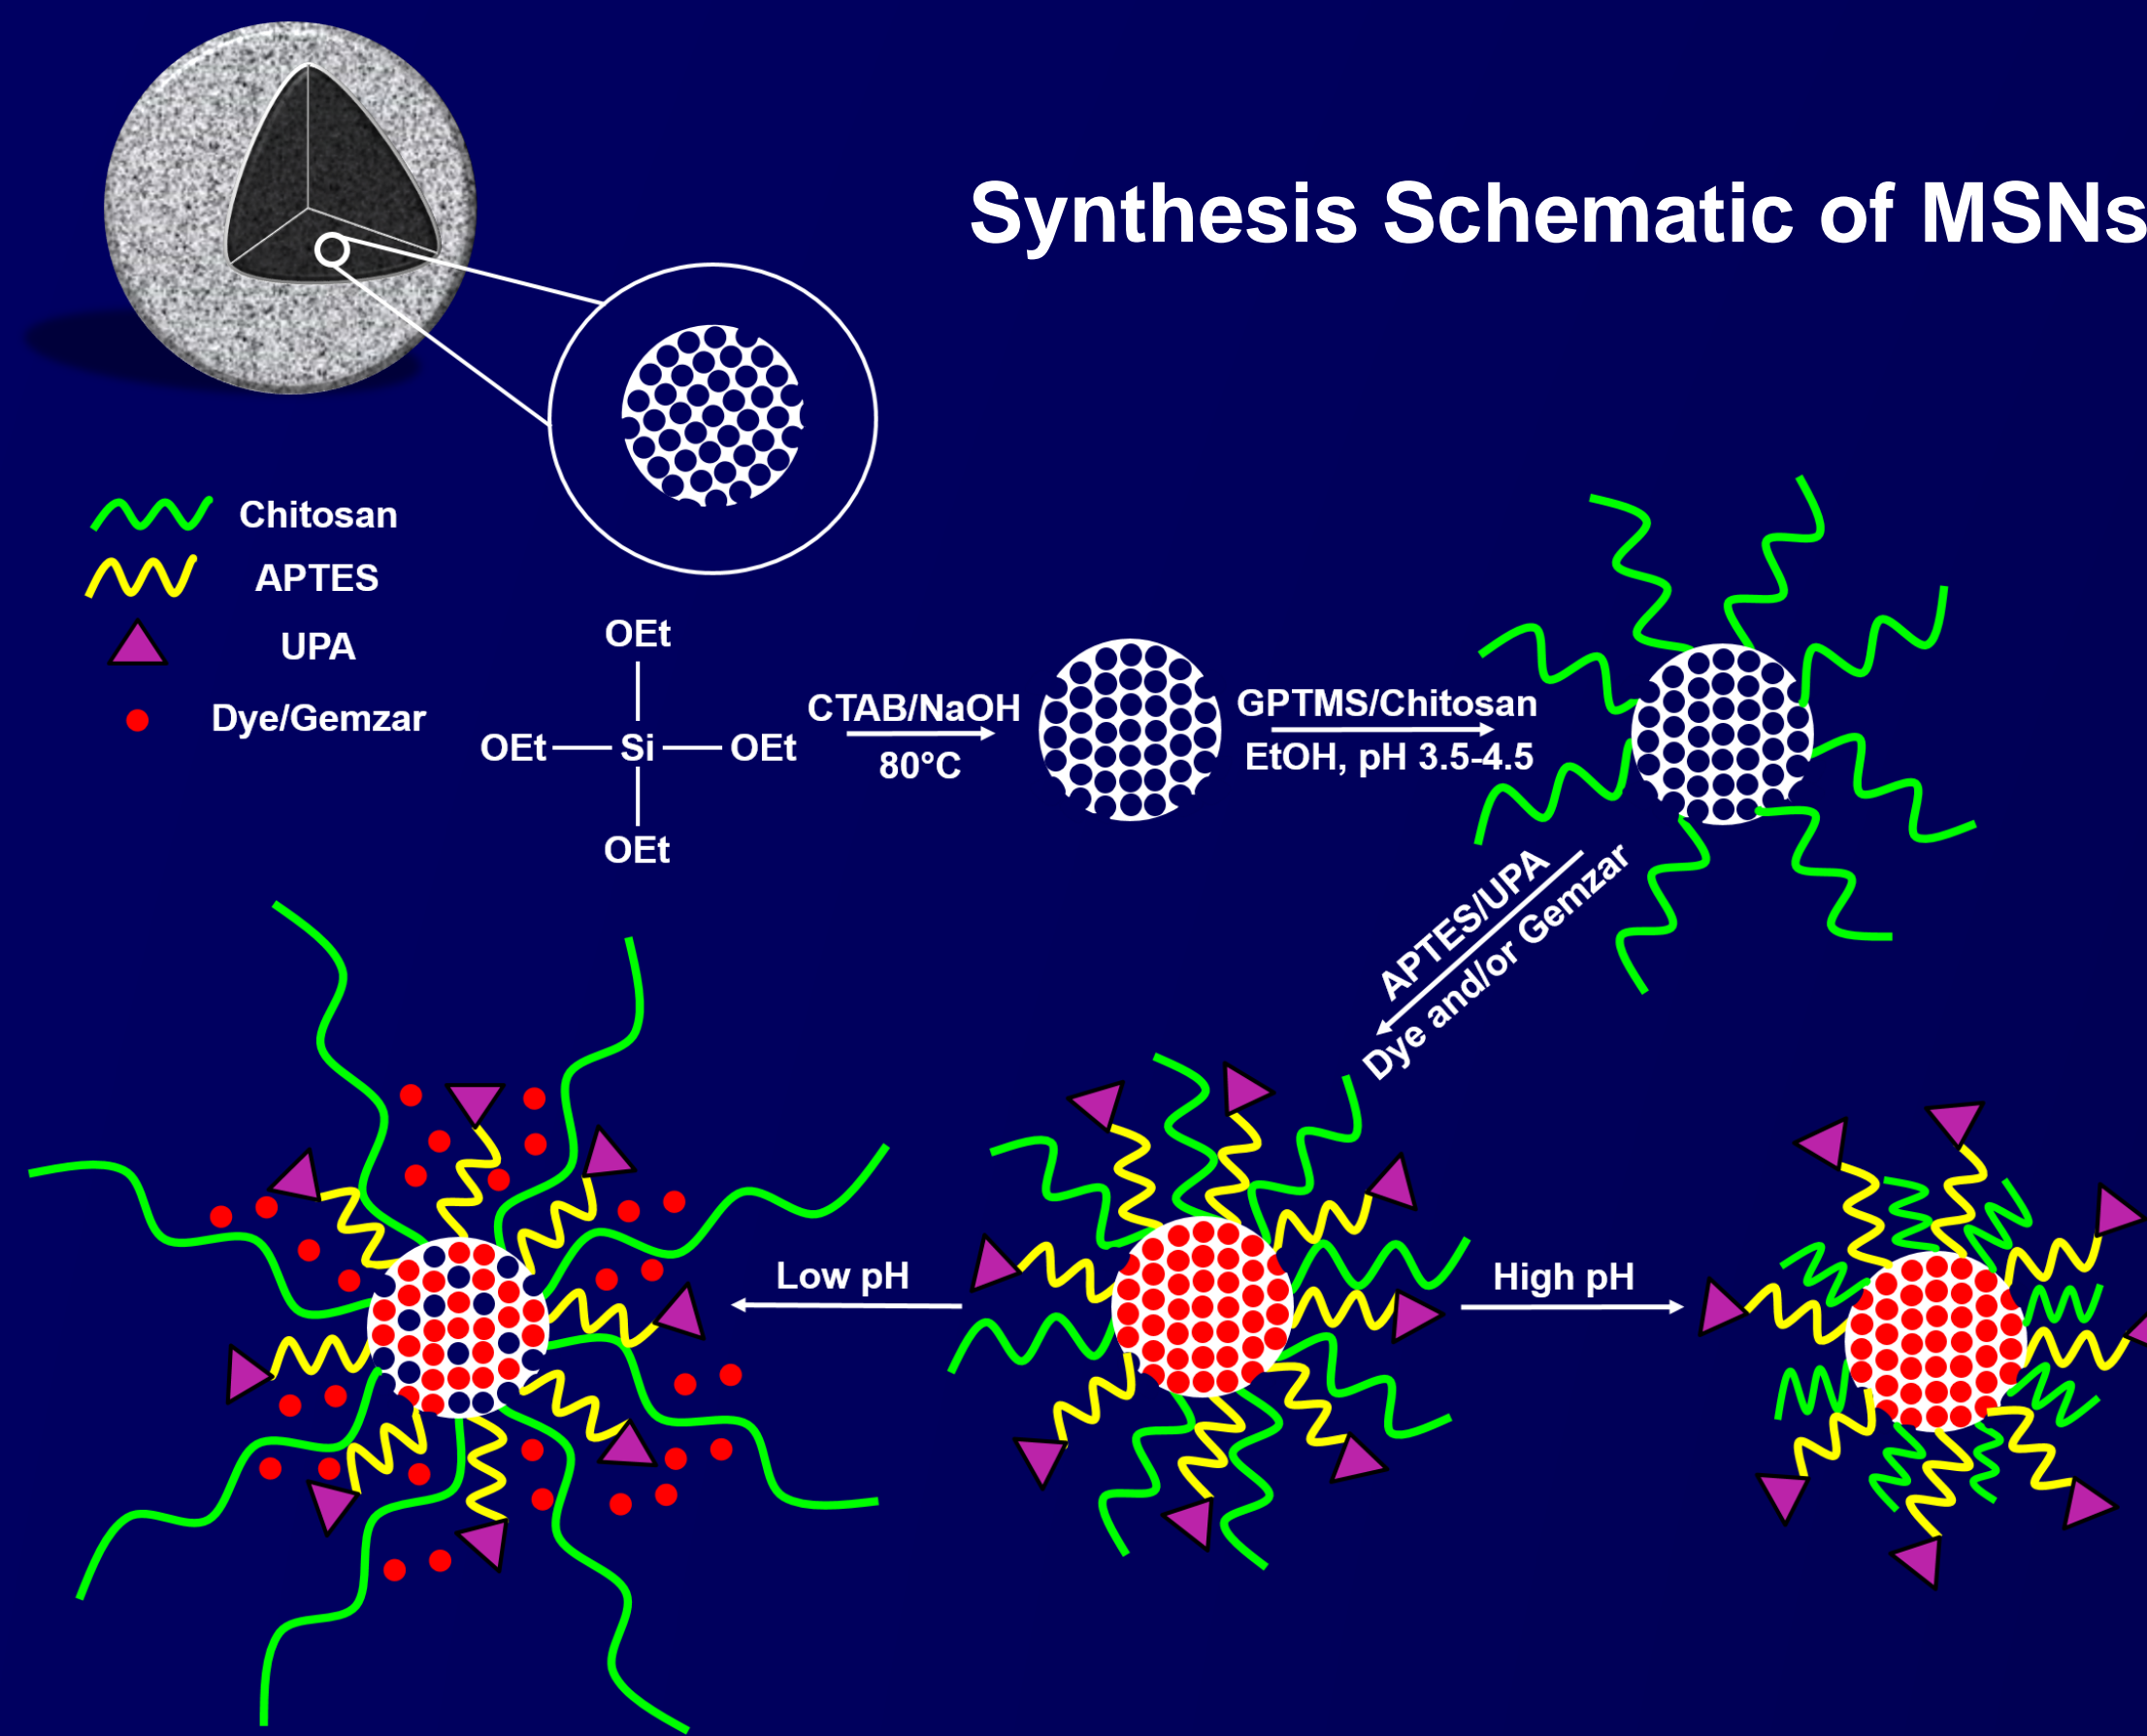 Synthesis Schematic of MSNs
Chitosan
APTES
UPA
Dye/Gemzar
OEt
OEt Si OEt
OEt
CTAB/NaOH
80°C
GPTMS/Chitosan
EtOH, pH 3.5-4.5
APTES/UPA
Dye and/or Gemzar
Low pH
High pH